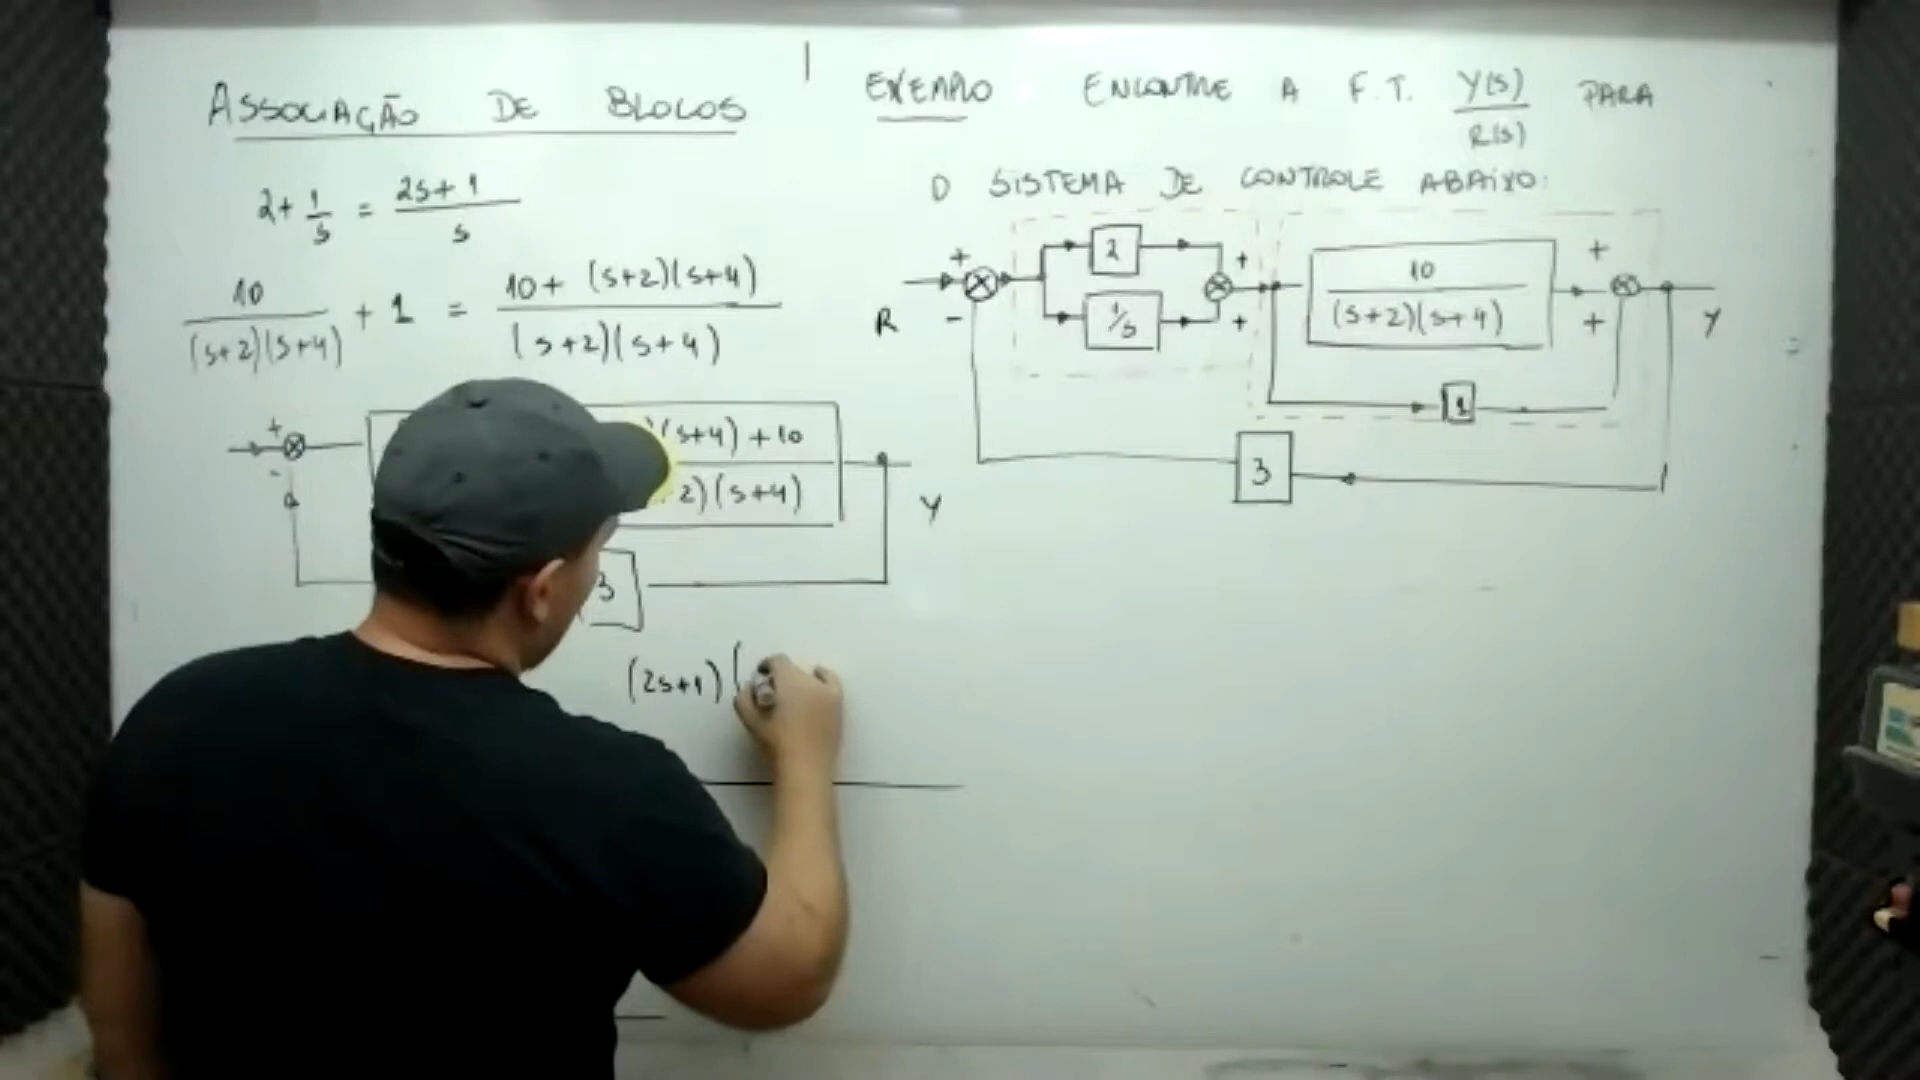 ASSOCIAÇÃO DE BLOCOS
2 + 1/s = 2s+1/s
10/(s+2)(s+4) + 1 = 10 + (s+2)(s+4)/(s+2)(s+4)
+
-
(s+4) + 10
2)(s+4)
Y
3
(2s+1)(
EXEMPLO ENCONTRE A F.T. Y(s)/R(s) PARA
O SISTEMA DE CONTROLE ABAIXO:
+ 2 + 10/(s+2)(s+4) +
R - 1/s + + Y
1
3